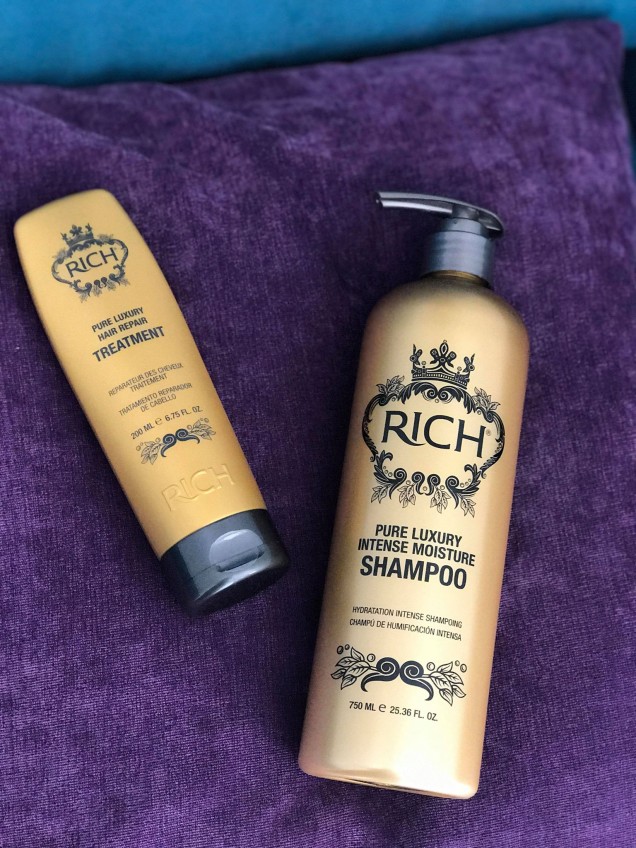 RICH
PURE LUXURY
HAIR REPAIR
TREATMENT
REPARATEUR DES CHEVEUX
TRAITEMENT
TRATAMIENTO REPARADOR
DE CABELLO
200 ML ℮ 6.75 FL. OZ.
RICH
RICH®
PURE LUXURY
INTENSE MOISTURE
SHAMPOO
HYDRATATION INTENSE SHAMPOING
CHAMPÚ DE HUMIFICACIÓN INTENSA
750 ML ℮ 25.36 FL. OZ.